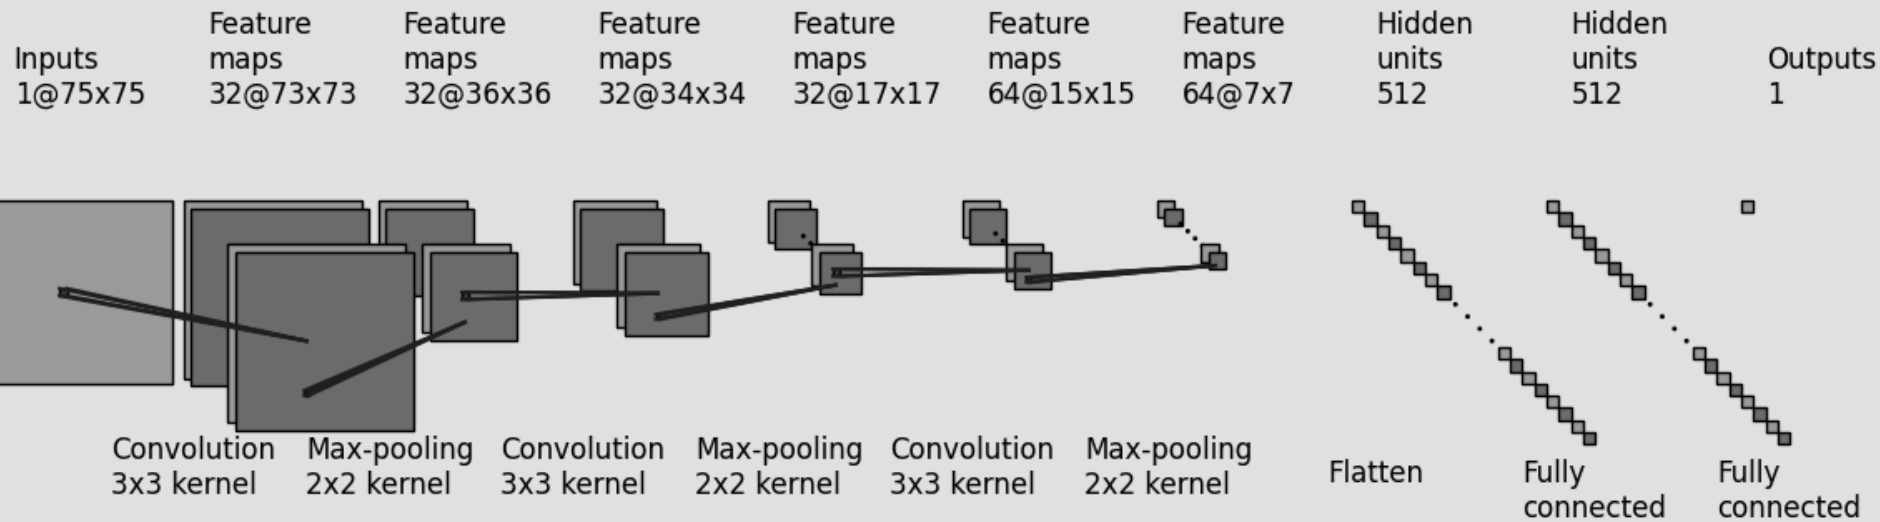 Inputs
1@75x75
Feature
maps
32@73x73
Feature
maps
32@36x36
Feature
maps
32@34x34
Feature
maps
32@17x17
Feature
maps
64@15x15
Feature
maps
64@7x7
Hidden
units
512
Hidden
units
512
Outputs
1
Convolution
3x3 kernel
Max-pooling
2x2 kernel
Convolution
3x3 kernel
Max-pooling
2x2 kernel
Convolution
3x3 kernel
Max-pooling
2x2 kernel
Flatten
Fully
connected
Fully
connected